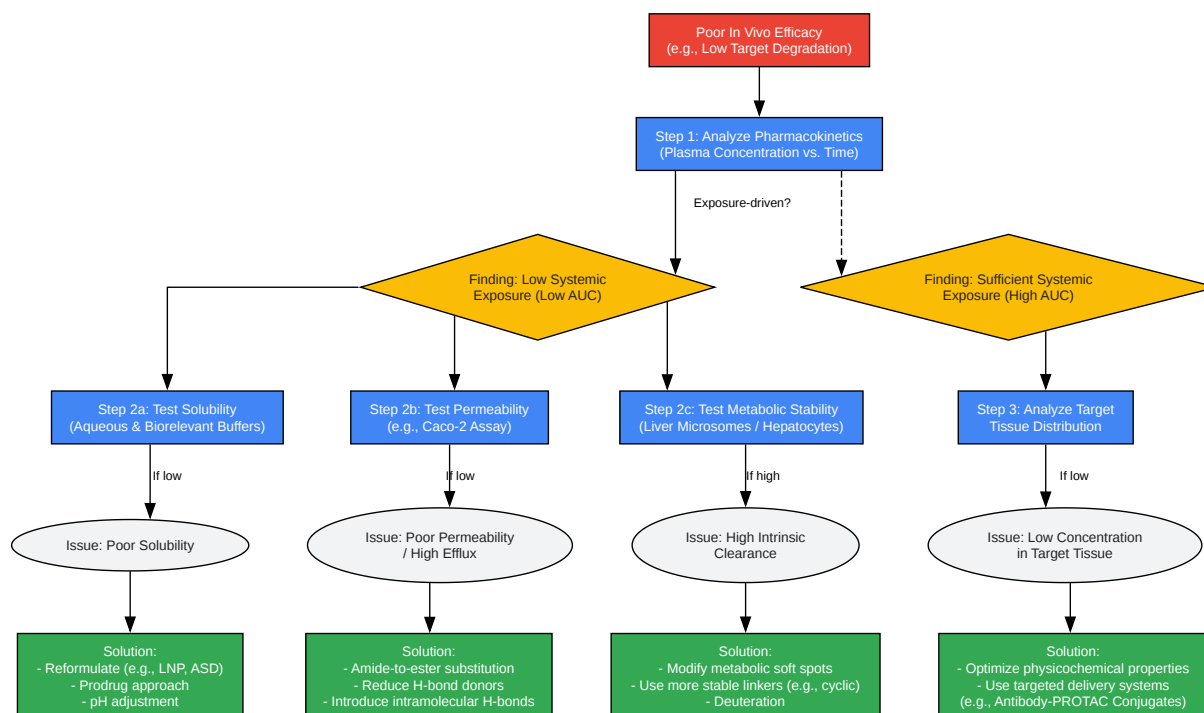 Poor In Vivo Efficacy
(e.g., Low Target Degradation)
Step 1: Analyze Pharmacokinetics
(Plasma Concentration vs. Time)
Exposure-driven?
Finding: Low Systemic
Exposure (Low AUC)
Finding: Sufficient Systemic
Exposure (High AUC)
Step 2a: Test Solubility
(Aqueous & Biorelevant Buffers)
Step 2b: Test Permeability
(e.g., Caco-2 Assay)
Step 2c: Test Metabolic Stability
(Liver Microsomes / Hepatocytes)
Step 3: Analyze Target
Tissue Distribution
If low
If low
If high
If low
Issue: Poor Solubility
Issue: Poor Permeability
/ High Efflux
Issue: High Intrinsic
Clearance
Issue: Low Concentration
in Target Tissue
Solution:
- Reformulate (e.g., LNP, ASD)
- Prodrug approach
- pH adjustment
Solution:
- Amide-to-ester substitution
- Reduce H-bond donors
- Introduce intramolecular H-bonds
Solution:
- Modify metabolic soft spots
- Use more stable linkers (e.g., cyclic)
- Deuteration
Solution:
- Optimize physicochemical properties
- Use targeted delivery systems
(e.g., Antibody-PROTAC Conjugates)